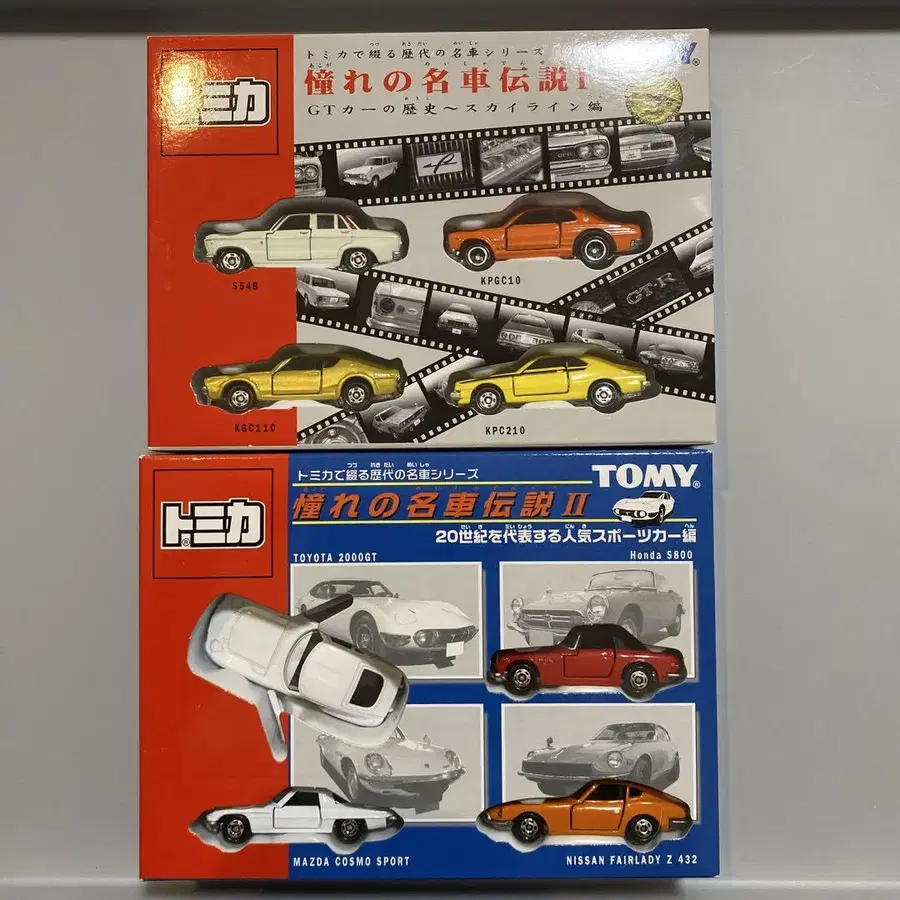 トミカで綴る歴代の名車シリーズ
憧れの名車伝説I
GTカーの歴史～スカイライン編
トミカ
S54B
KPGC10
GT-R
KGC110
KPC210
トミカで綴る歴代の名車シリーズ
TOMY®
憧れの名車伝説II
20世紀を代表する人気スポーツカー編
トミカ®
TOYOTA 2000GT
Honda S800
MAZDA COSMO SPORT
NISSAN FAIRLADY Z 432